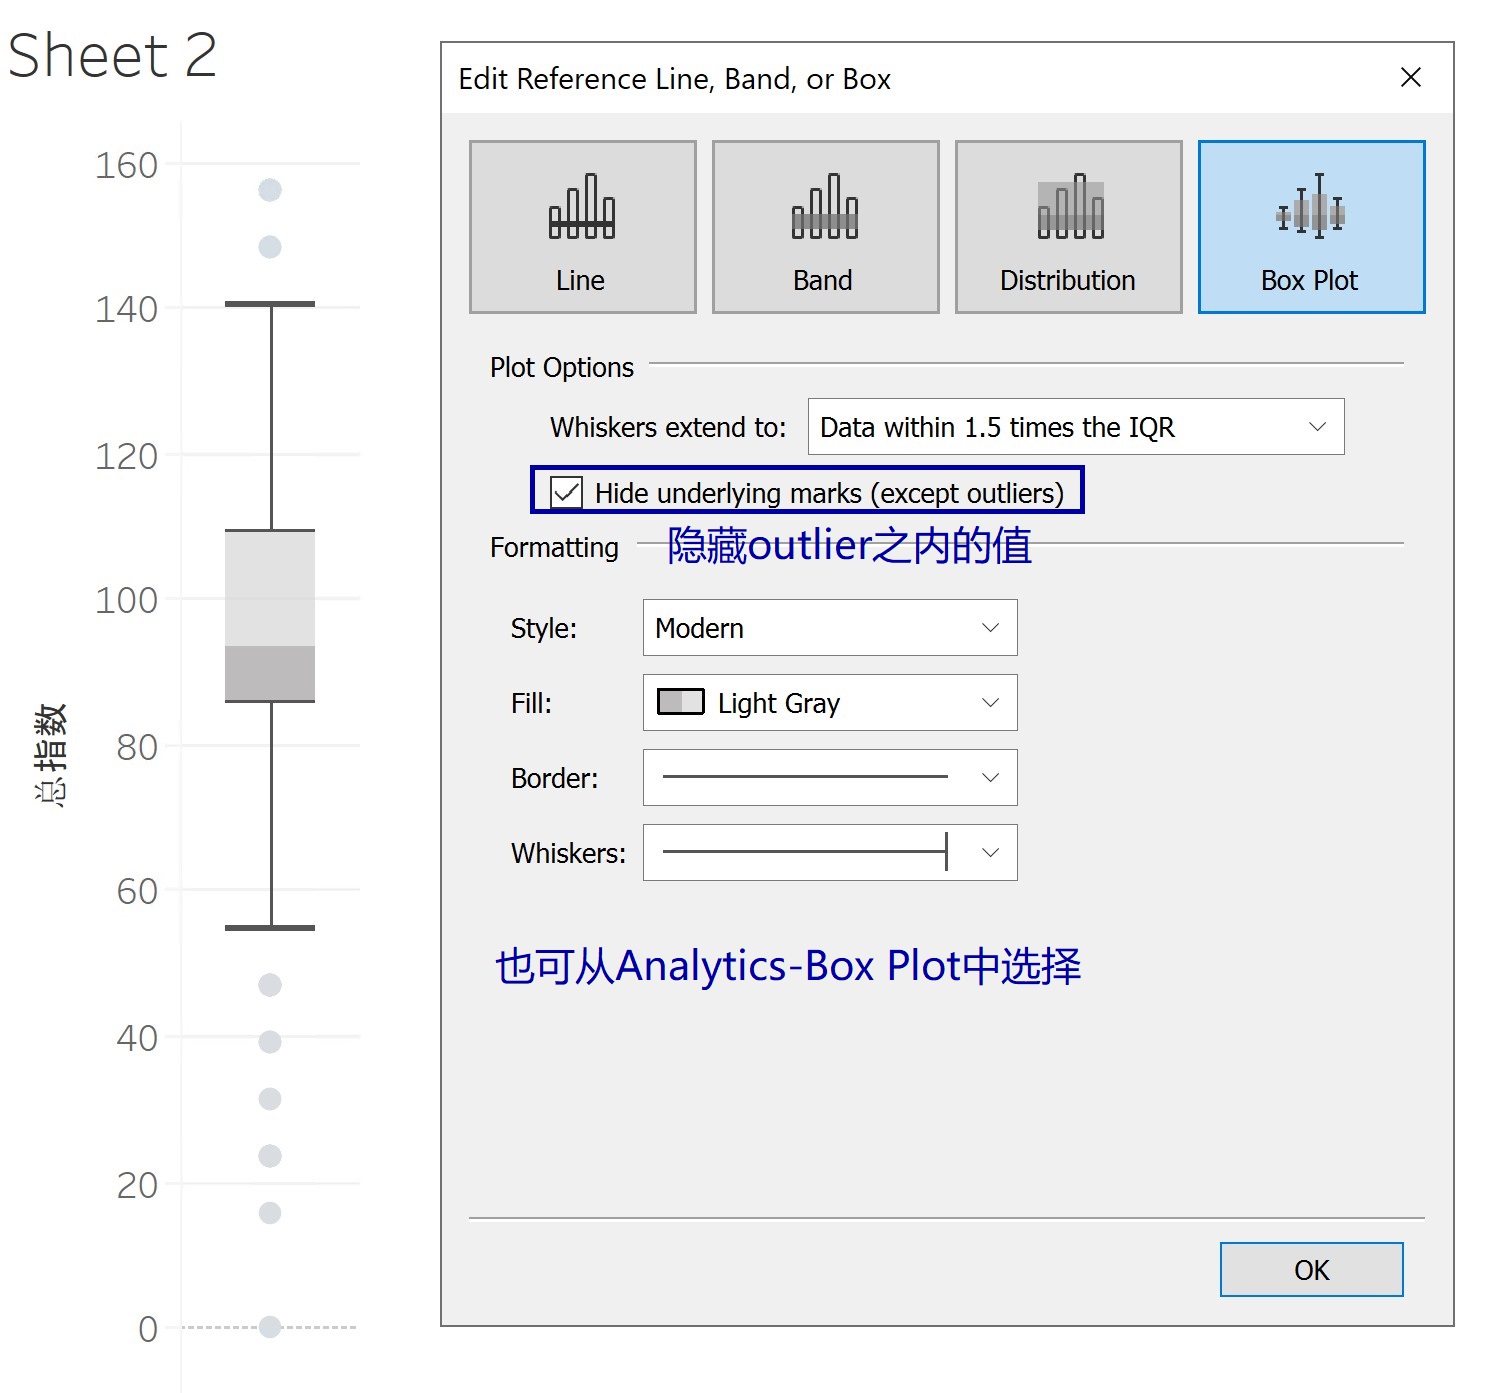 Sheet 2
160
140
120
100
80
60
40
20
0
总指数
Edit Reference Line, Band, or Box
Line
Band
Distribution
Box Plot
Plot Options
Whiskers extend to: Data within 1.5 times the IQR
Hide underlying marks (except outliers)
隐藏outlier之内的值
Formatting
Style: Modern
Fill: Light Gray
Border:
Whiskers:
也可从Analytics-Box Plot中选择
OK